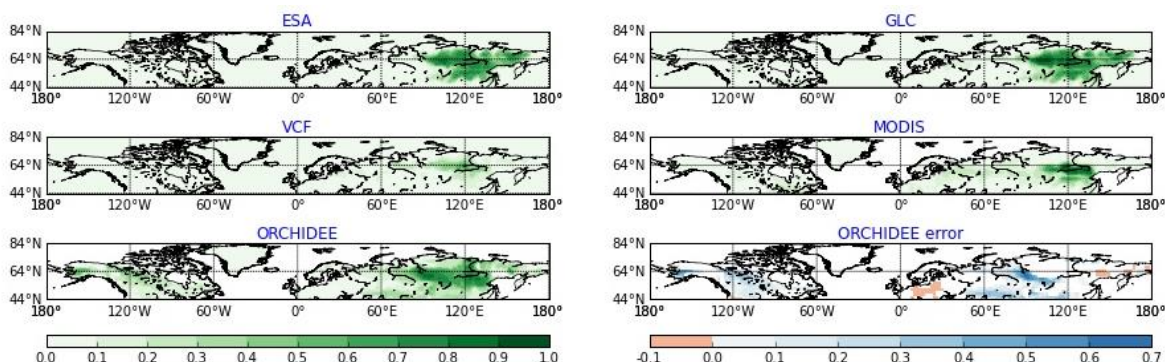 ESA
84°N
64°N
44°N
180° 120°W 60°W 0° 60°E 120°E 180°
GLC
84°N
64°N
44°N
180° 120°W 60°W 0° 60°E 120°E 180°
VCF
84°N
64°N
44°N
180° 120°W 60°W 0° 60°E 120°E 180°
MODIS
84°N
64°N
44°N
180° 120°W 60°W 0° 60°E 120°E 180°
ORCHIDEE
84°N
64°N
44°N
180° 120°W 60°W 0° 60°E 120°E 180°
ORCHIDEE error
84°N
64°N
44°N
180° 120°W 60°W 0° 60°E 120°E 180°
0.0 0.1 0.2 0.3 0.4 0.5 0.6 0.7 0.8 0.9 1.0
-0.1 0.0 0.1 0.2 0.3 0.4 0.5 0.6 0.7